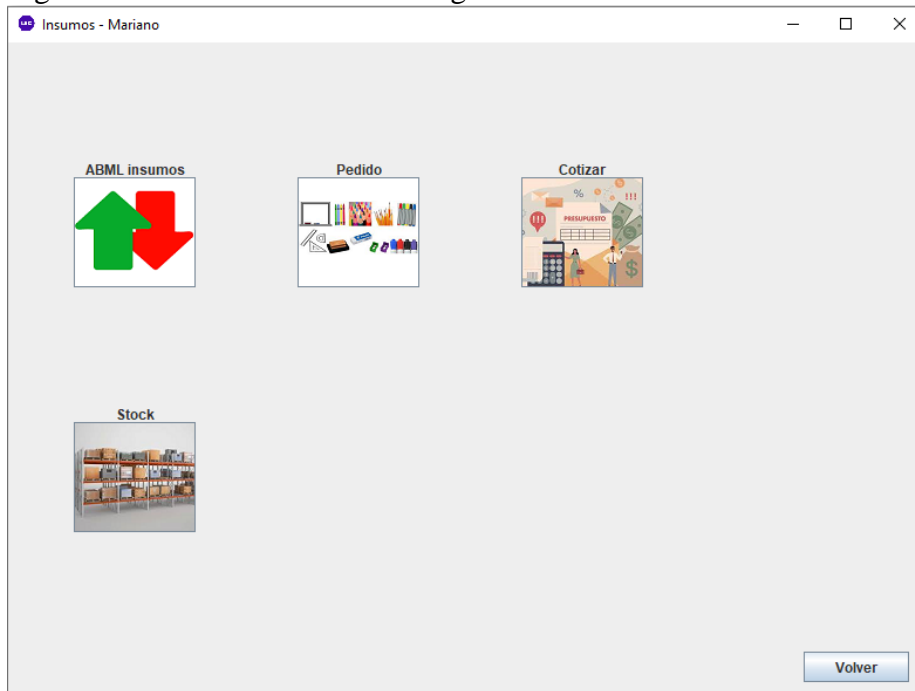 Insumos - Mariano
ABML insumos
Pedido
Cotizar
%
!!!
!!!
PRESUPUESTO
$
Stock
Volver